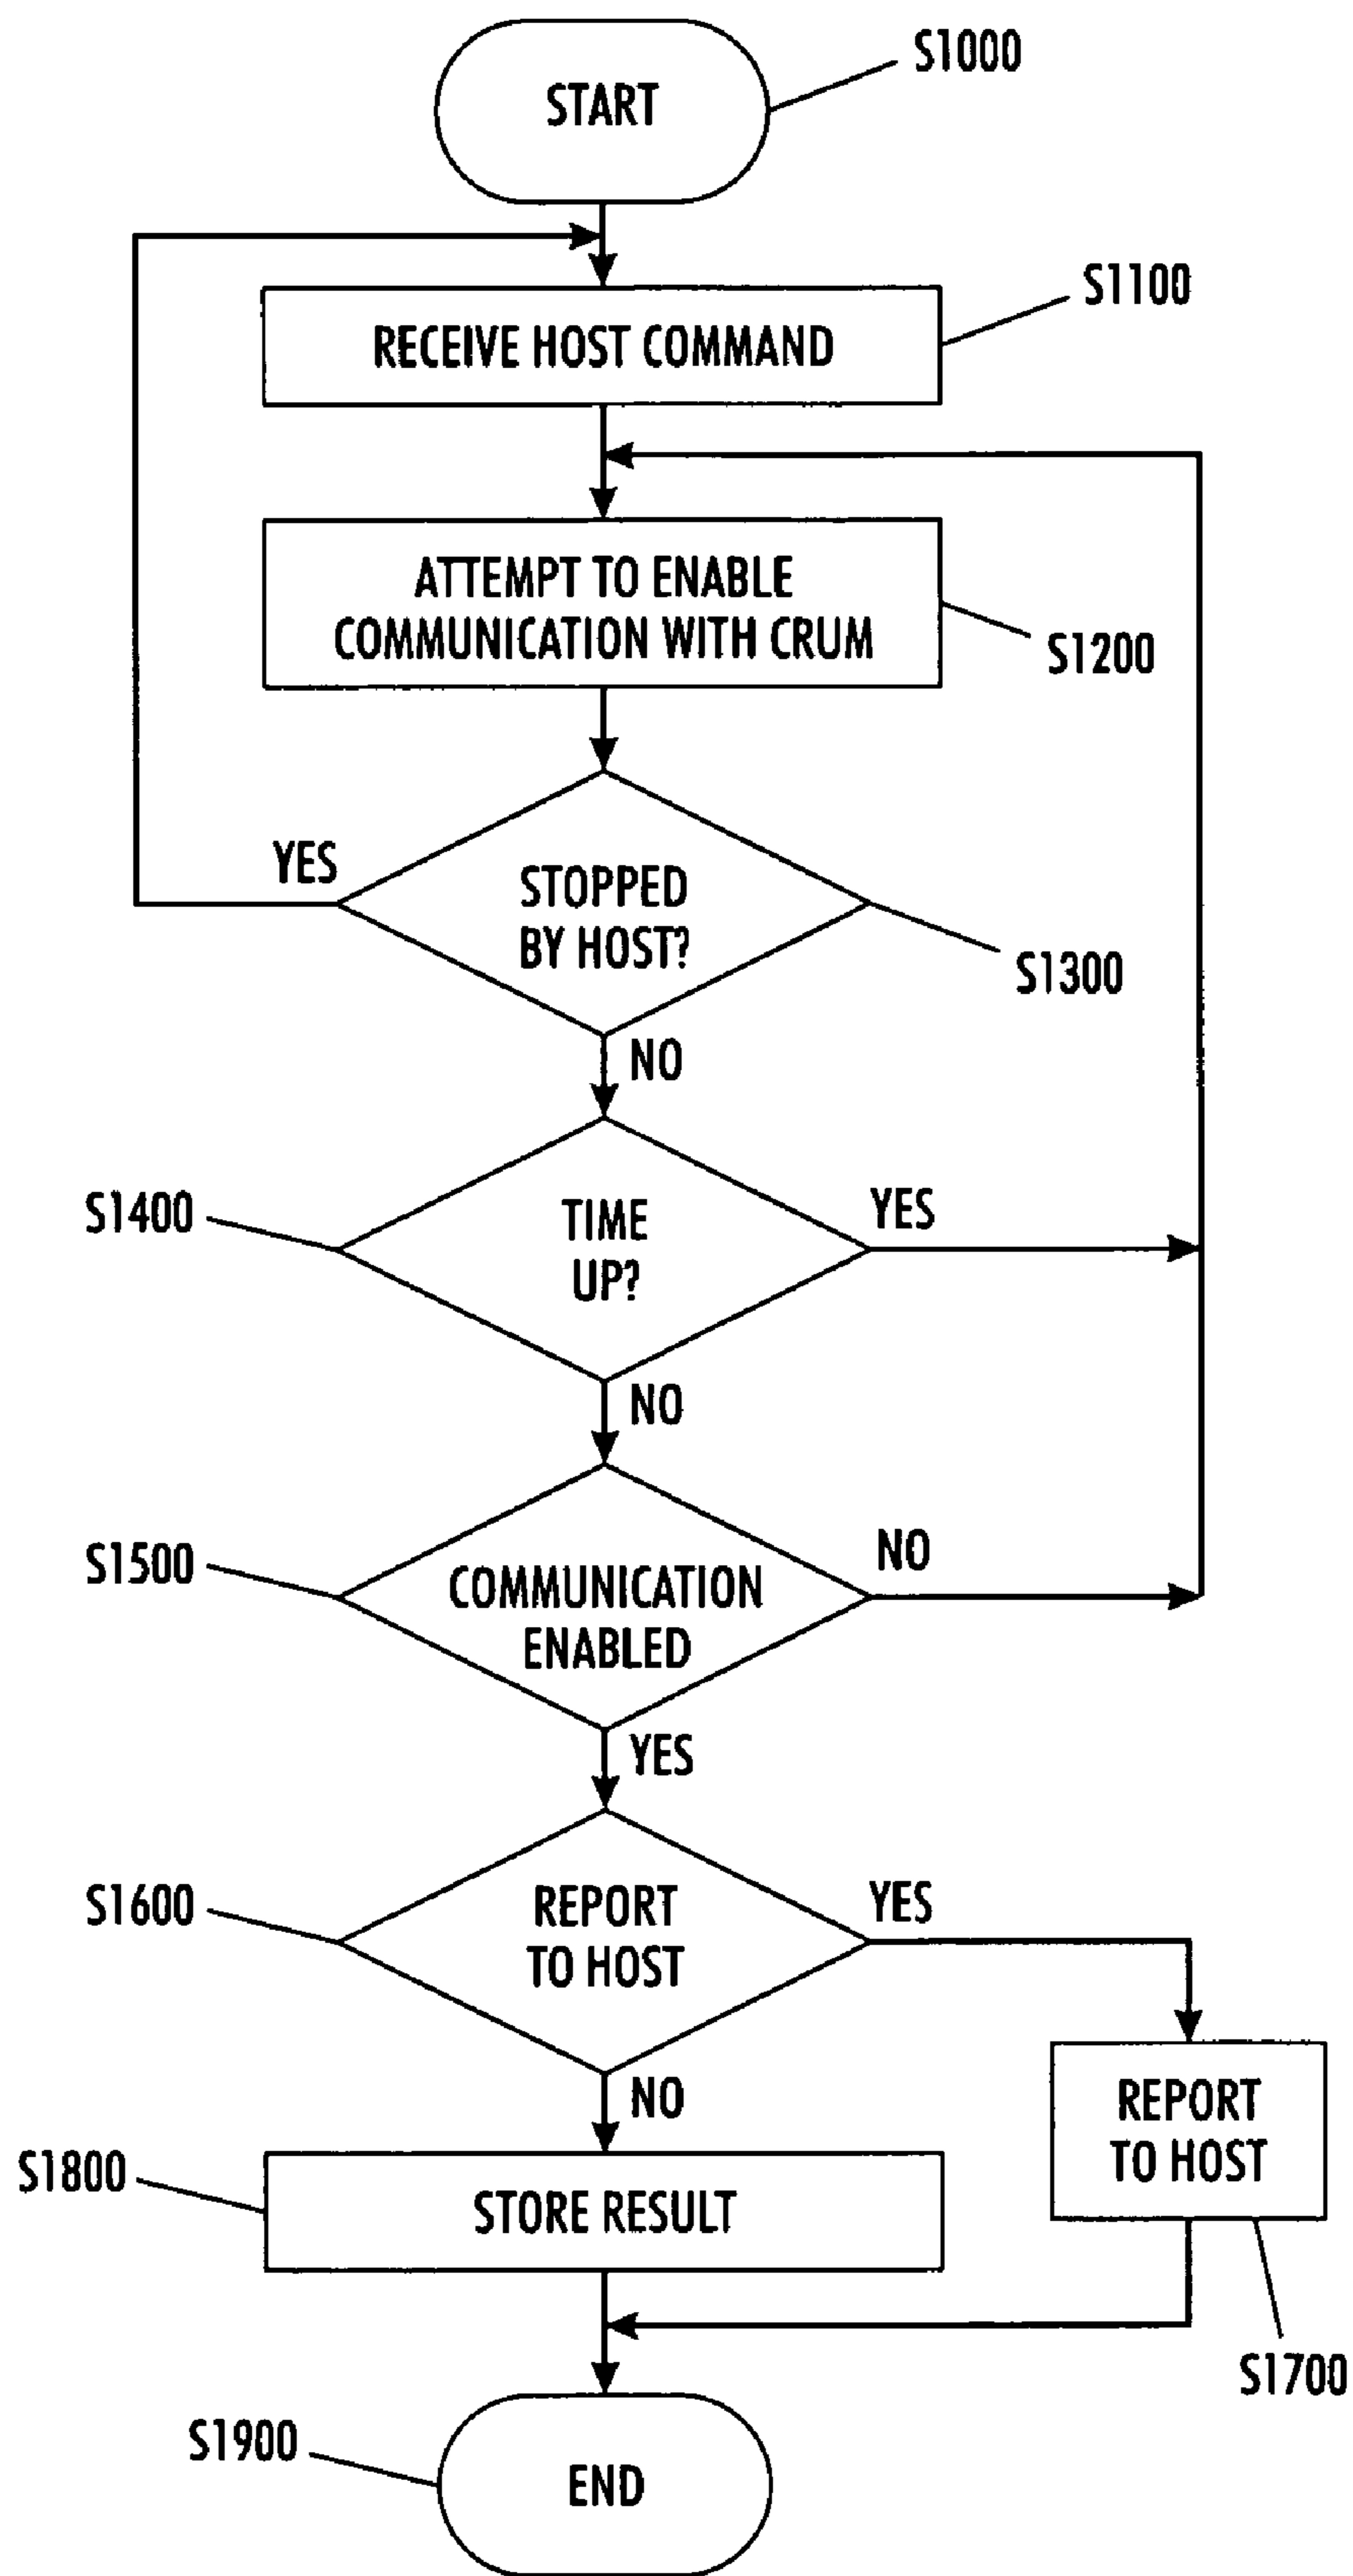 START
S1000
RECEIVE HOST COMMAND
S1100
ATTEMPT TO ENABLE
COMMUNICATION WITH CRUM
S1200
YES
STOPPED
BY HOST?
S1300
NO
S1400
TIME
UP?
YES
NO
S1500
COMMUNICATION
ENABLED
NO
YES
S1600
REPORT
TO HOST
YES
NO
REPORT
TO HOST
S1800
STORE RESULT
S1700
S1900
END